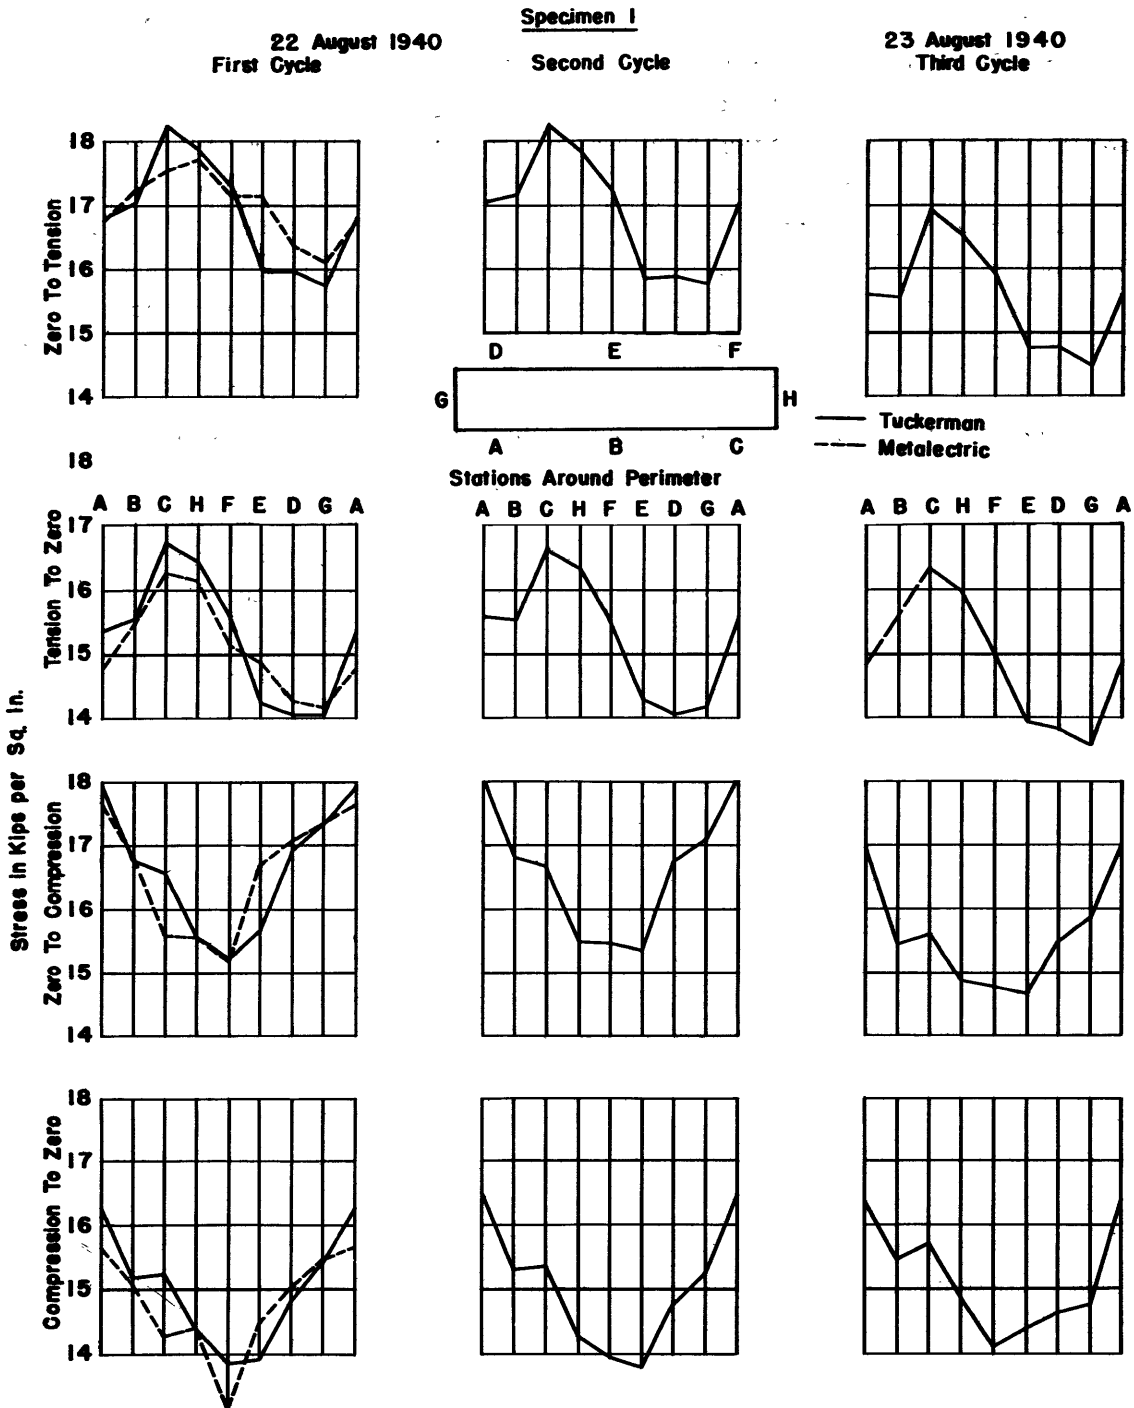 Specimen 1
22 August 1940
23 August 1940
First Cycle
Second Cycle
Third Cycle
Zero To Tension
18
17
16
15
14
D E F
G
H
A B C
Tuckerman
Metalectric
Stations Around Perimeter
A B C H F E D G A
A B C H F E D G A
A B C H F E D G A
Stress in Kips per Sq. In.
Tension To Zero
18
17
16
15
14
Zero To Compression
18
17
16
15
14
Compression To Zero
18
17
16
15
14